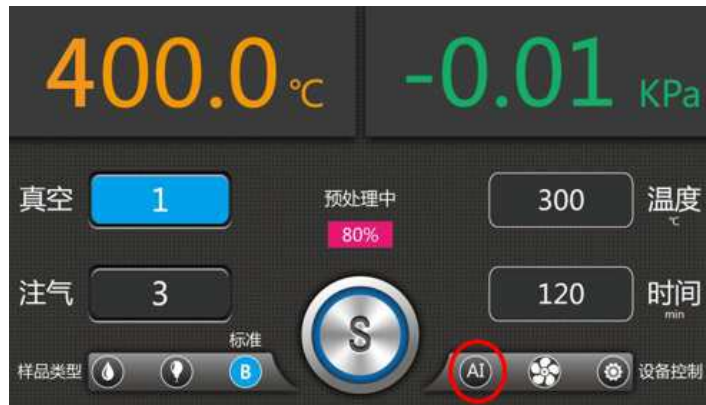 400.0 ℃
-0.01 KPa
真空 1
预处理中
80%
300 温度
℃
注气 3
120 时间
min
标准
样品类型
B
S
AI
设备控制